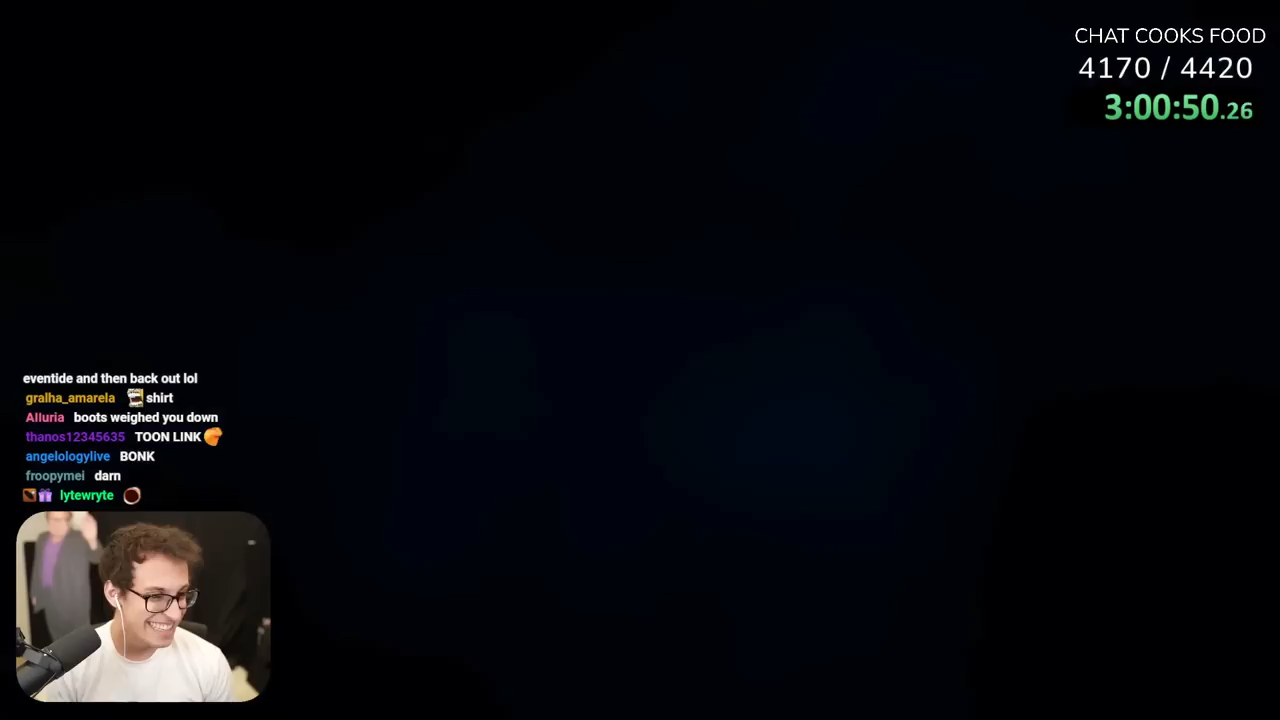 CHAT COOKS FOOD
4170 / 4420
3:00:50.26
eventide and then back out lol
gralha_amarela shirt
Alluria boots weighed you down
thanos12345635 TOON LINK
angelologylive BONK
froopymei darn
lytewryte